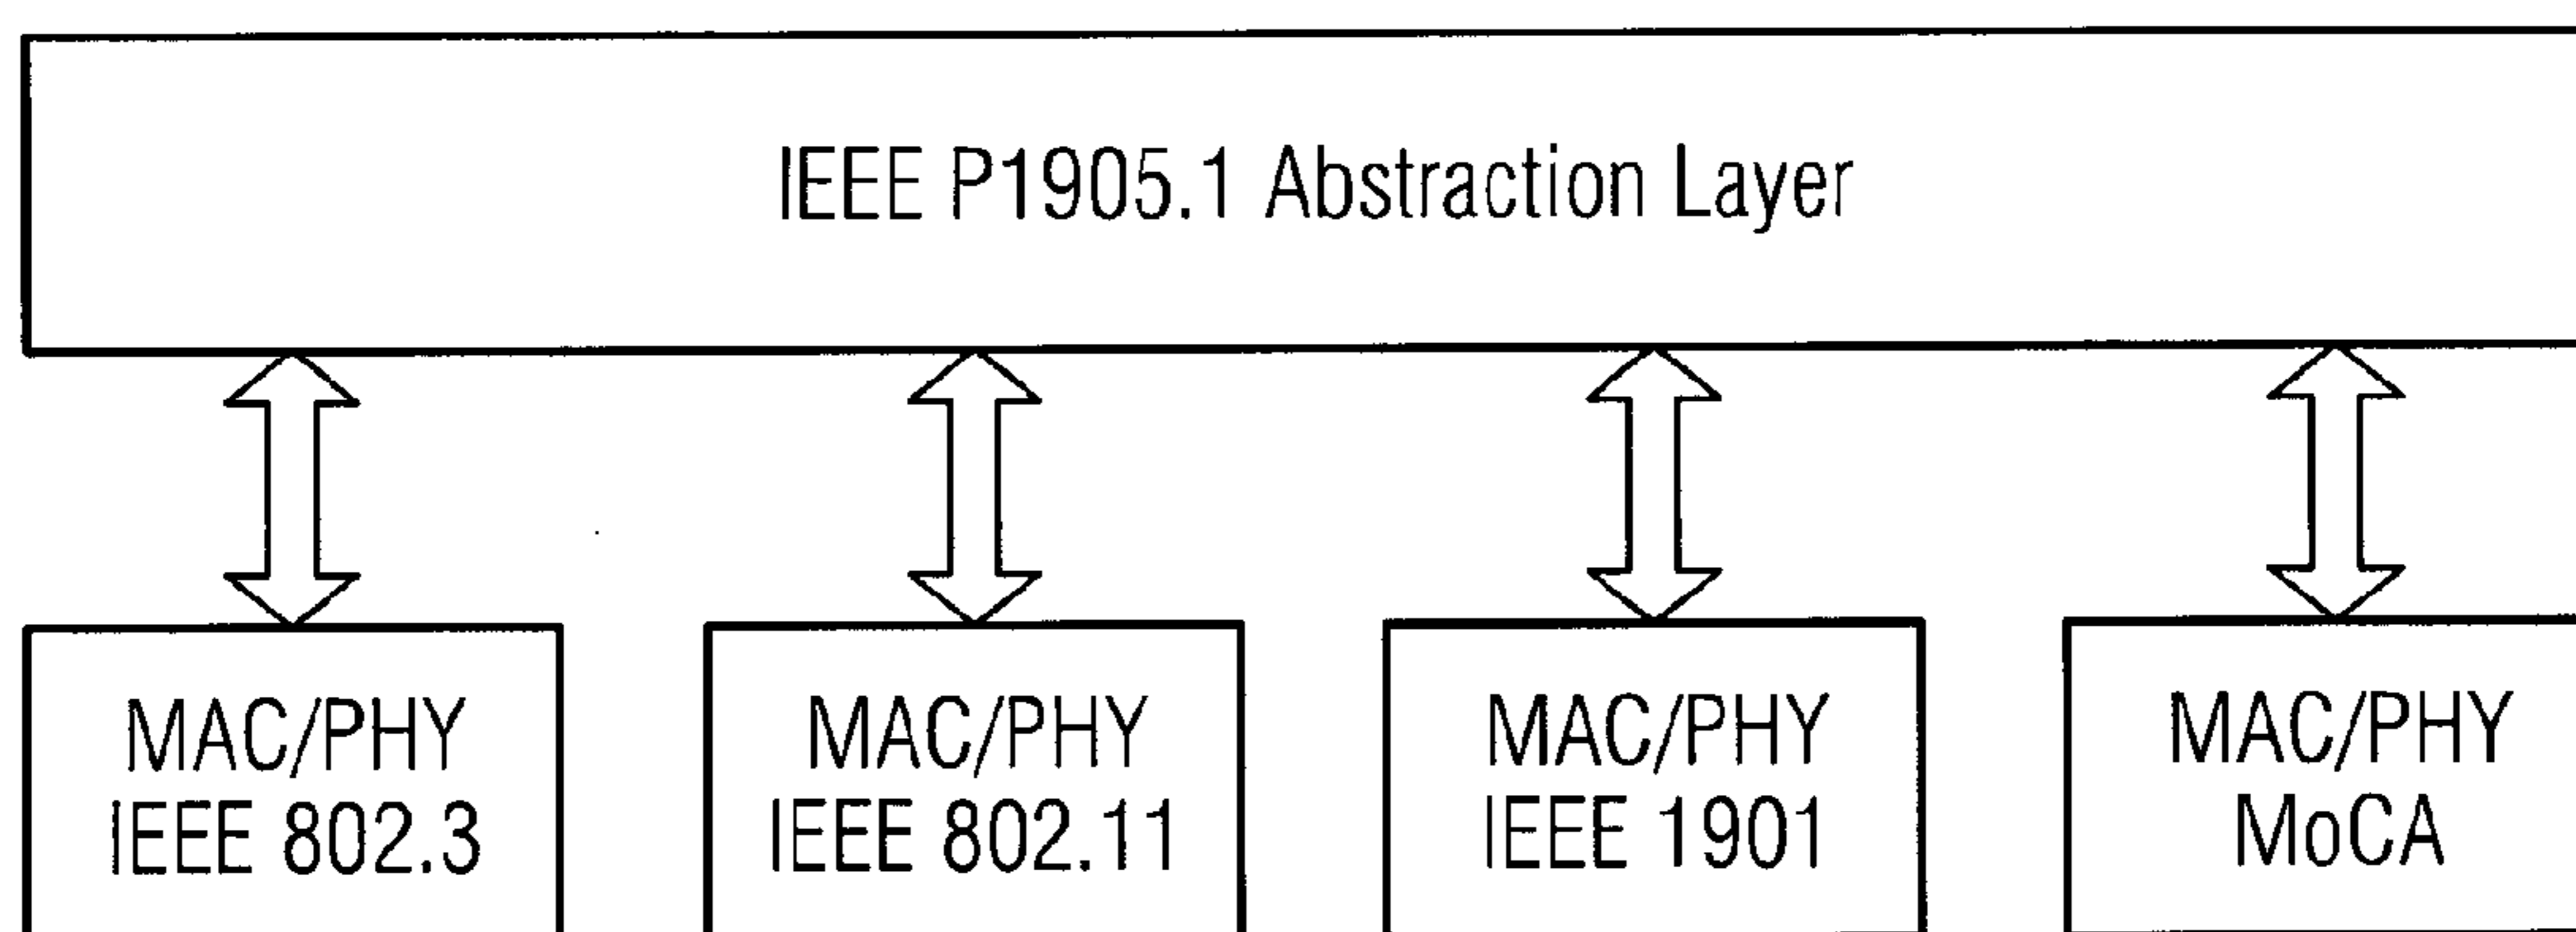 IEEE P1905.1 Abstraction Layer
MAC/PHY
IEEE 802.3
MAC/PHY
IEEE 802.11
MAC/PHY
IEEE 1901
MAC/PHY
MoCA